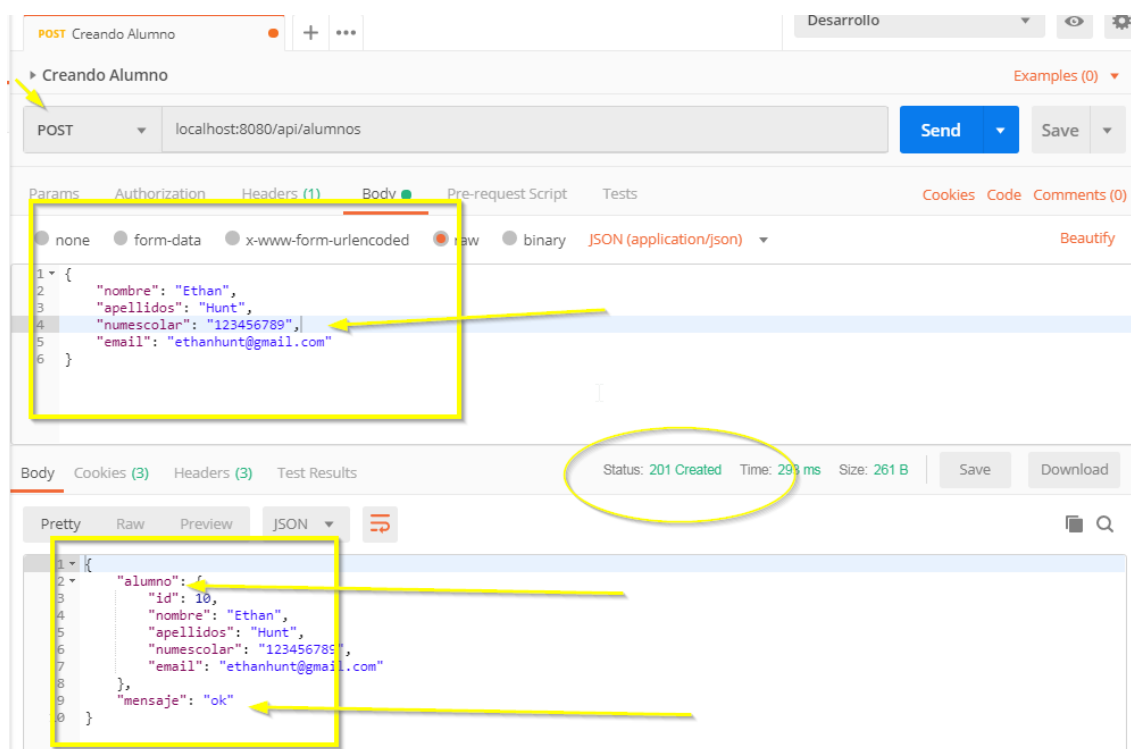 POST Creando Alumno
Desarrollo
Creando Alumno
Examples (0)
POST
localhost:8080/api/alumnos
Send
Save
Params Authorization Headers (1) Body Pre-request Script Tests
Cookies Code Comments (0)
none form-data x-www-form-urlencoded raw binary JSON (application/json)
Beautify
1 {
2 "nombre": "Ethan",
3 "apellidos": "Hunt",
4 "numescolar": "123456789",
5 "email": "ethanhunt@gmail.com"
6 }
Body Cookies (3) Headers (3) Test Results
Status: 201 Created Time: 293 ms Size: 261 B
Save
Download
Pretty Raw Preview JSON
1 {
2 "alumno": {
3 "id": 10,
4 "nombre": "Ethan",
5 "apellidos": "Hunt",
6 "numescolar": "123456789",
7 "email": "ethanhunt@gmail.com"
8 },
9 "mensaje": "ok"
10 }